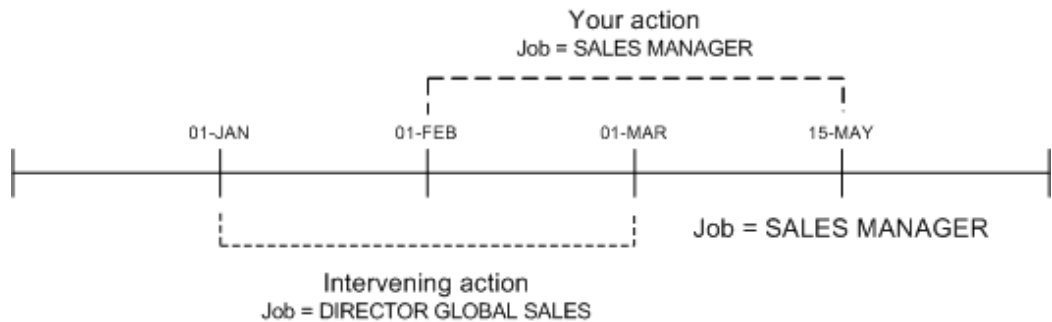 Your action
Job = SALES MANAGER
01-JAN 01-FEB 01-MAR 15-MAY
Job = SALES MANAGER
Intervening action
Job = DIRECTOR GLOBAL SALES